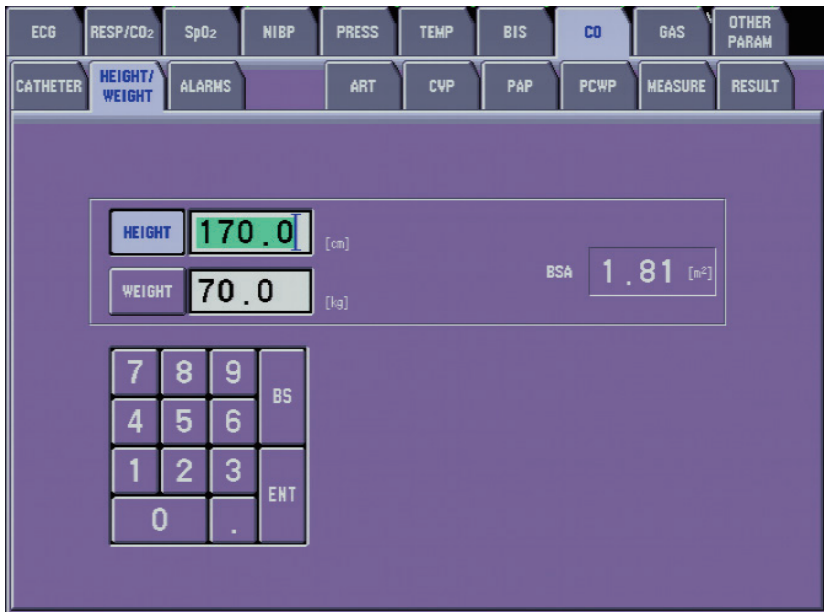 ECG RESP/CO₂ SpO₂ NIBP PRESS TEMP BIS CO GAS OTHER
PARAM
CATHETER HEIGHT/
WEIGHT ALARMS ART CVP PAP PCWP MEASURE RESULT
HEIGHT 170.0 [cm]
BSA 1.81 [m²]
WEIGHT 70.0 [kg]
7 8 9 BS
4 5 6
1 2 3 ENT
0 .